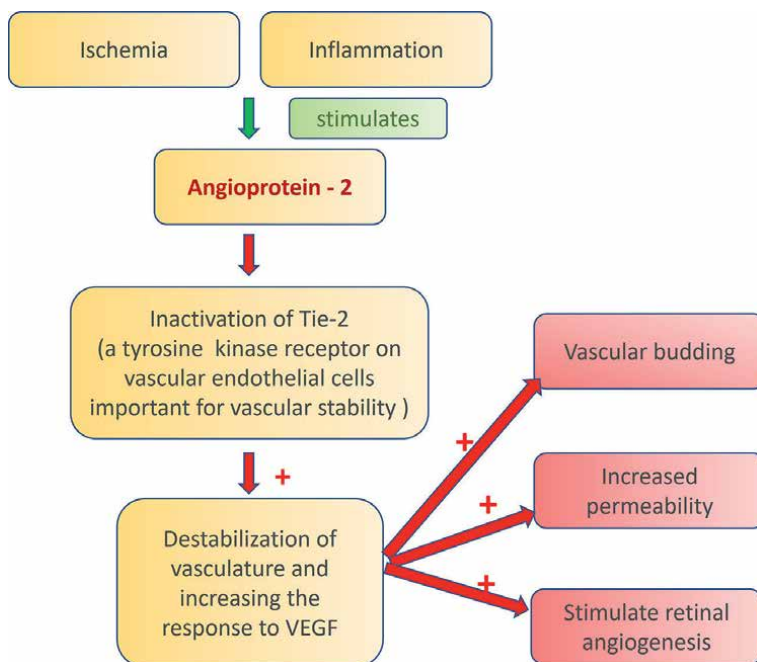 Ischemia
Inflammation
stimulates
Angioprotein - 2
Inactivation of Tie-2
(a tyrosine kinase receptor on
vascular endothelial cells
important for vascular stability )
+
Destabilization of
vasculature and
increasing the
response to VEGF
+
Vascular budding
+
Increased
permeability
+
Stimulate retinal
angiogenesis